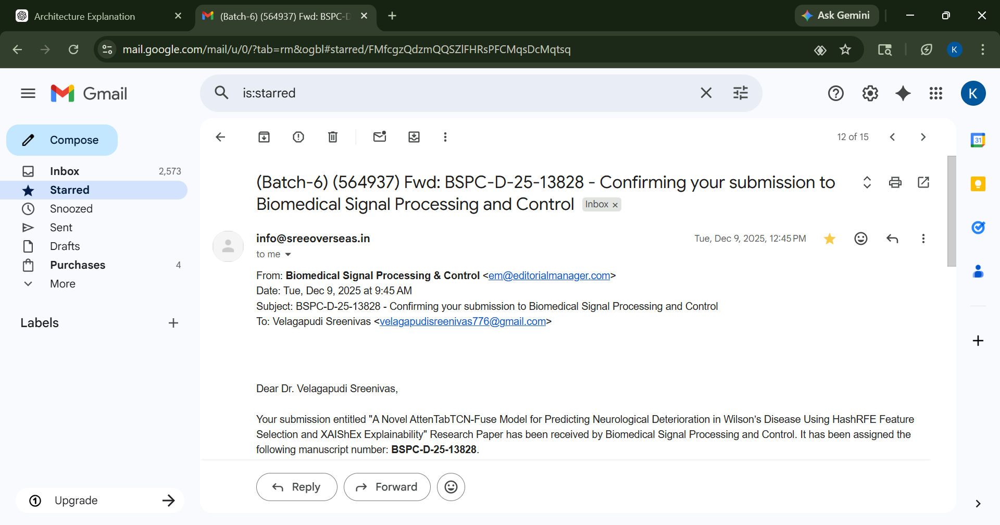 Architecture Explanation
(Batch-6) (564937) Fwd: BSPC-D
Ask Gemini
mail.google.com/mail/u/0/?tab=rm&ogbl#starred/FMfcgzQdzmQQSZlFHRsPFCMqsDcMqtsq
K
Gmail
is:starred
K
Compose
Inbox 2,573
Starred
Snoozed
Sent
Drafts
Purchases 4
More
Labels
Upgrade
12 of 15
31
(Batch-6) (564937) Fwd: BSPC-D-25-13828 - Confirming your submission to
Biomedical Signal Processing and Control Inbox x
info@sreeoverseas.in
Tue, Dec 9, 2025, 12:45 PM
to me
From: Biomedical Signal Processing & Control <em@editorialmanager.com>
Date: Tue, Dec 9, 2025 at 9:45 AM
Subject: BSPC-D-25-13828 - Confirming your submission to Biomedical Signal Processing and Control
To: Velagapudi Sreenivas <velagapudisreenivas776@gmail.com>
Dear Dr. Velagapudi Sreenivas,
Your submission entitled "A Novel AttenTabTCN-Fuse Model for Predicting Neurological Deterioration in Wilson's Disease Using HashRFE Feature
Selection and XAIShEx Explainability" Research Paper has been received by Biomedical Signal Processing and Control. It has been assigned the
following manuscript number: BSPC-D-25-13828.
Reply
Forward